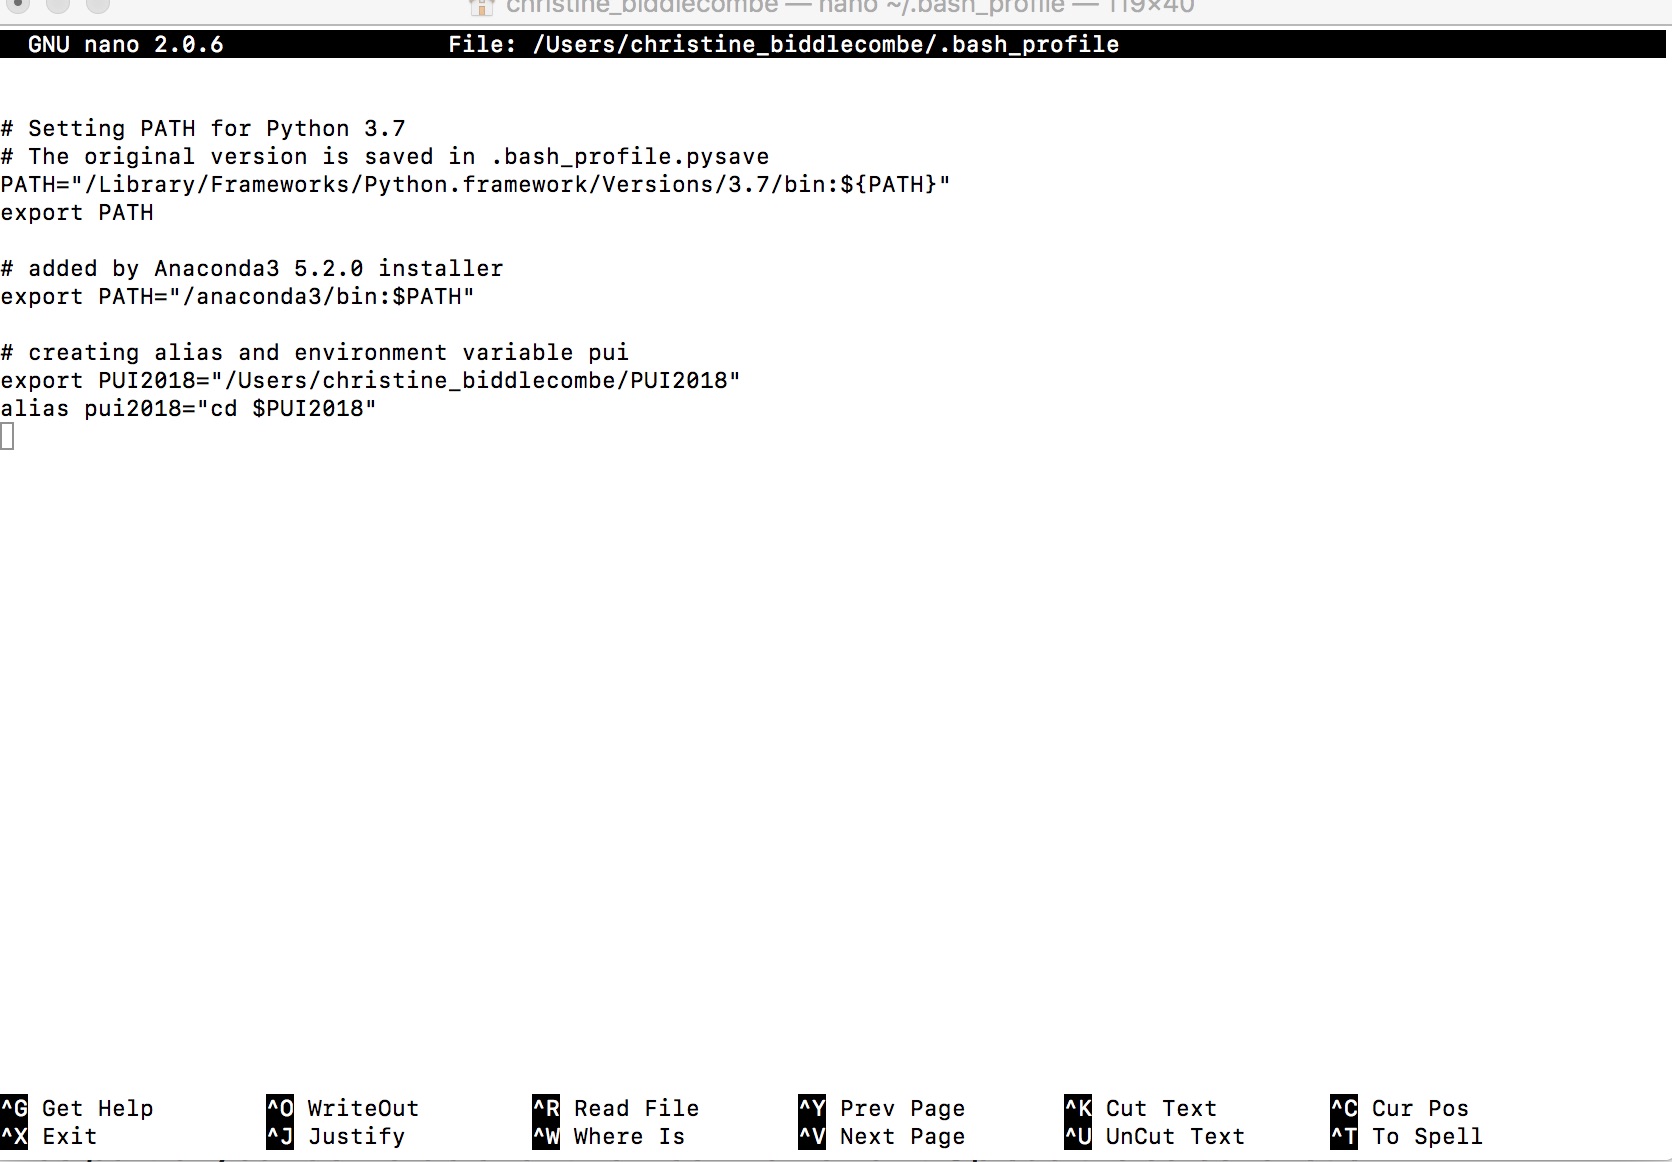 christine_biddlecombe — nano ~/.bash_profile — 119×40
GNU nano 2.0.6 File: /Users/christine_biddlecombe/.bash_profile
# Setting PATH for Python 3.7
# The original version is saved in .bash_profile.pysave
PATH="/Library/Frameworks/Python.framework/Versions/3.7/bin:${PATH}"
export PATH
# added by Anaconda3 5.2.0 installer
export PATH="/anaconda3/bin:$PATH"
# creating alias and environment variable pui
export PUI2018="/Users/christine_biddlecombe/PUI2018"
alias pui2018="cd $PUI2018"
^G Get Help ^O WriteOut ^R Read File ^Y Prev Page ^K Cut Text ^C Cur Pos
^X Exit ^J Justify ^W Where Is ^V Next Page ^U UnCut Text ^T To Spell